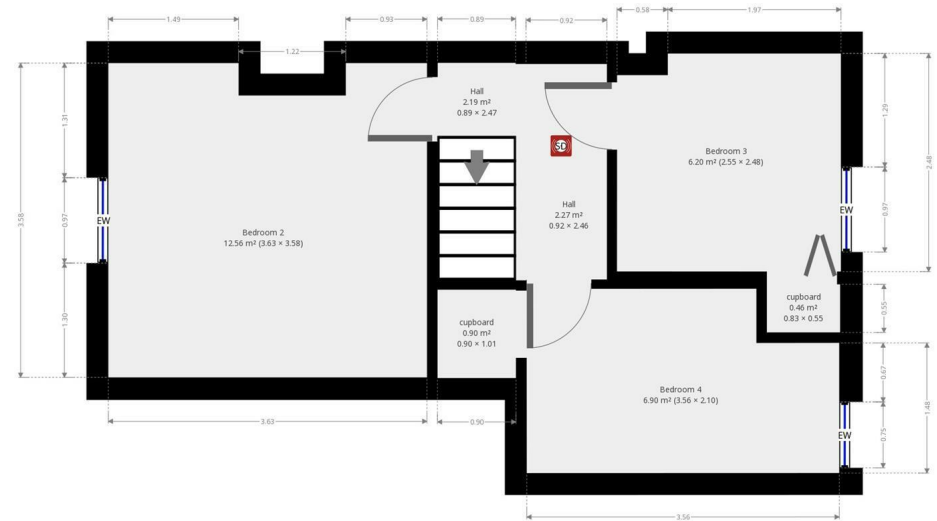 1.49
0.93
0.89
0.92
0.58
1.97
1.22
Hall
2.19 m²
0.89 × 2.47
SD
Bedroom 3
6.20 m² (2.55 × 2.48)
1.31
3.58
0.97
1.30
EW
Bedroom 2
12.56 m² (3.63 × 3.58)
Hall
2.27 m²
0.92 × 2.46
EW
1.29
2.48
0.97
cupboard
0.46 m²
0.83 × 0.55
0.55
cupboard
0.90 m²
0.90 × 1.01
Bedroom 4
6.90 m² (3.56 × 2.10)
EW
0.67
1.48
0.75
3.63
0.90
3.56